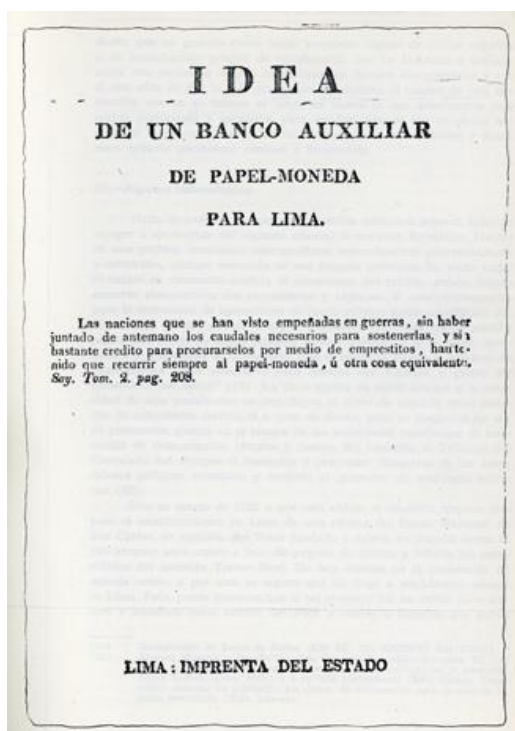 IDEA
DE UN BANCO AUXILIAR
DE PAPEL-MONEDA
PARA LIMA.
Las naciones que se han visto empeñadas en guerras, sin haber
juntado de antemano los caudales necesarios para sostenerlas, y sin
bastante credito para procurarselos por medio de emprestitos, han te-
nido que recurrir siempre al papel-moneda, ú otra cosa equivalente.
Say. Tom. 2. pag. 208.
LIMA: IMPRENTA DEL ESTADO